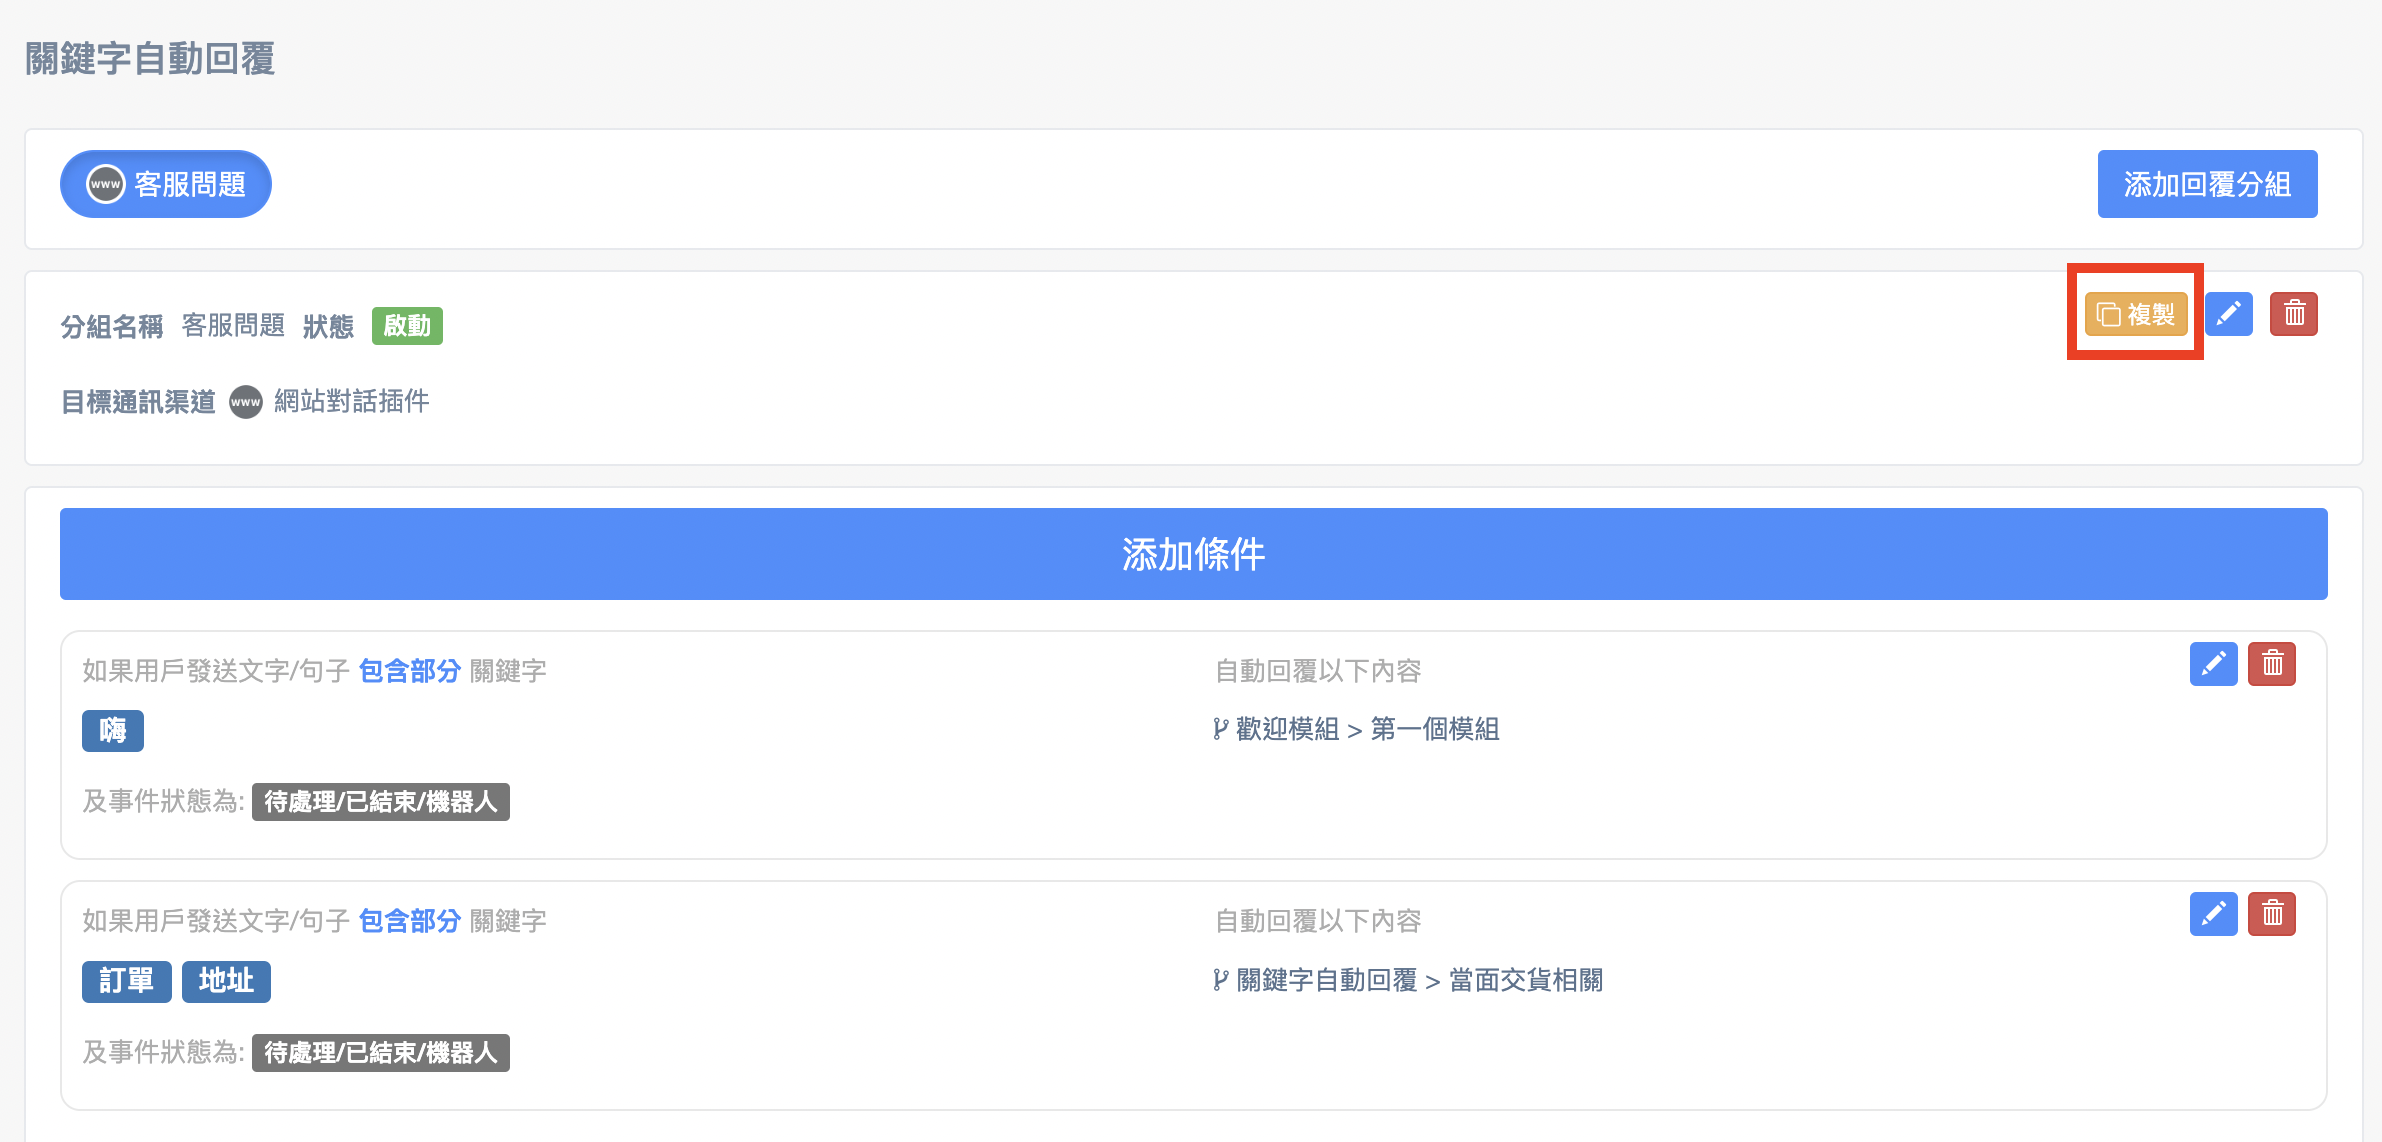 關鍵字自動回覆
www 客服問題
添加回覆分組
分組名稱 客服問題 狀態 啟動
複製
目標通訊渠道 www 網站對話插件
添加條件
如果用戶發送文字/句子 包含部分 關鍵字
自動回覆以下內容
嗨
歡迎模組 > 第一個模組
及事件狀態為: 待處理/已結束/機器人
如果用戶發送文字/句子 包含部分 關鍵字
自動回覆以下內容
訂單 地址
關鍵字自動回覆 > 當面交貨相關
及事件狀態為: 待處理/已結束/機器人